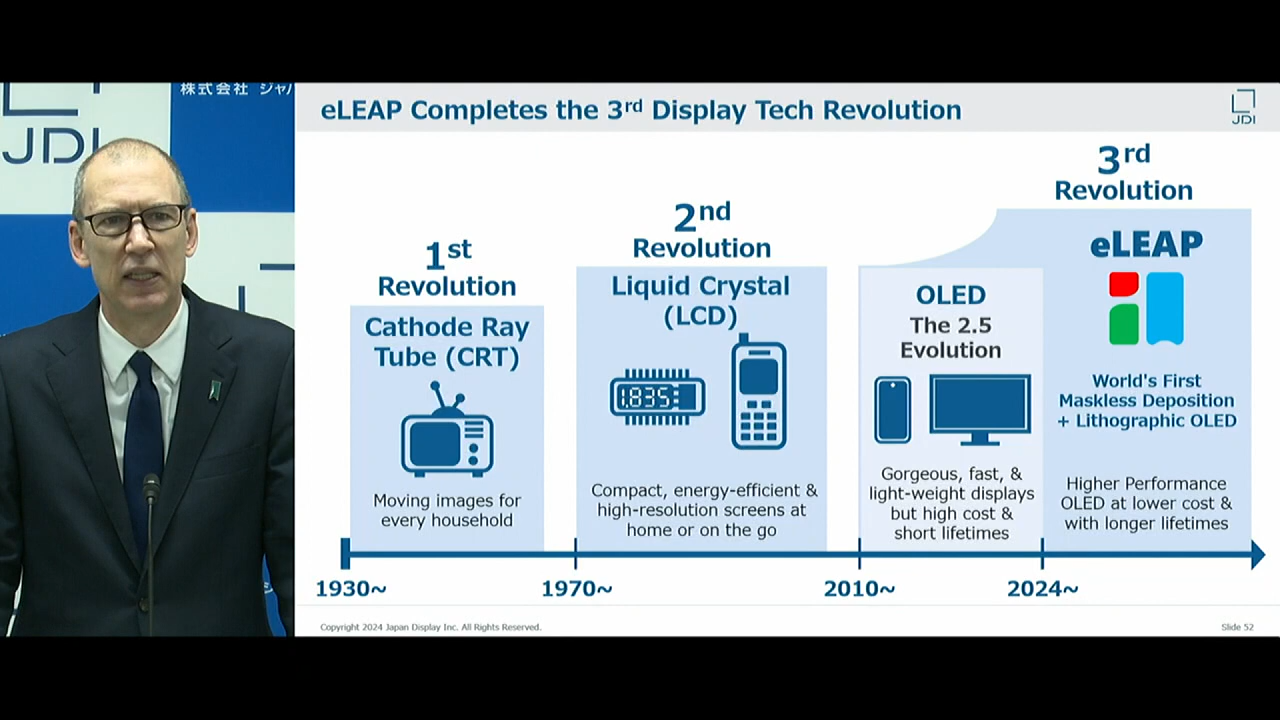 株式会社 ジャパ
JDI
eLEAP Completes the 3rd Display Tech Revolution
JDI
1st
Revolution
Cathode Ray
Tube (CRT)
Moving images for
every household
2nd
Revolution
Liquid Crystal
(LCD)
1835
Compact, energy-efficient &
high-resolution screens at
home or on the go
OLED
The 2.5
Evolution
Gorgeous, fast, &
light-weight displays
but high cost &
short lifetimes
3rd
Revolution
eLEAP
World's First
Maskless Deposition
+ Lithographic OLED
Higher Performance
OLED at lower cost &
with longer lifetimes
1930~
1970~
2010~
2024~
Copyright 2024 Japan Display Inc. All Rights Reserved.
Slide 52